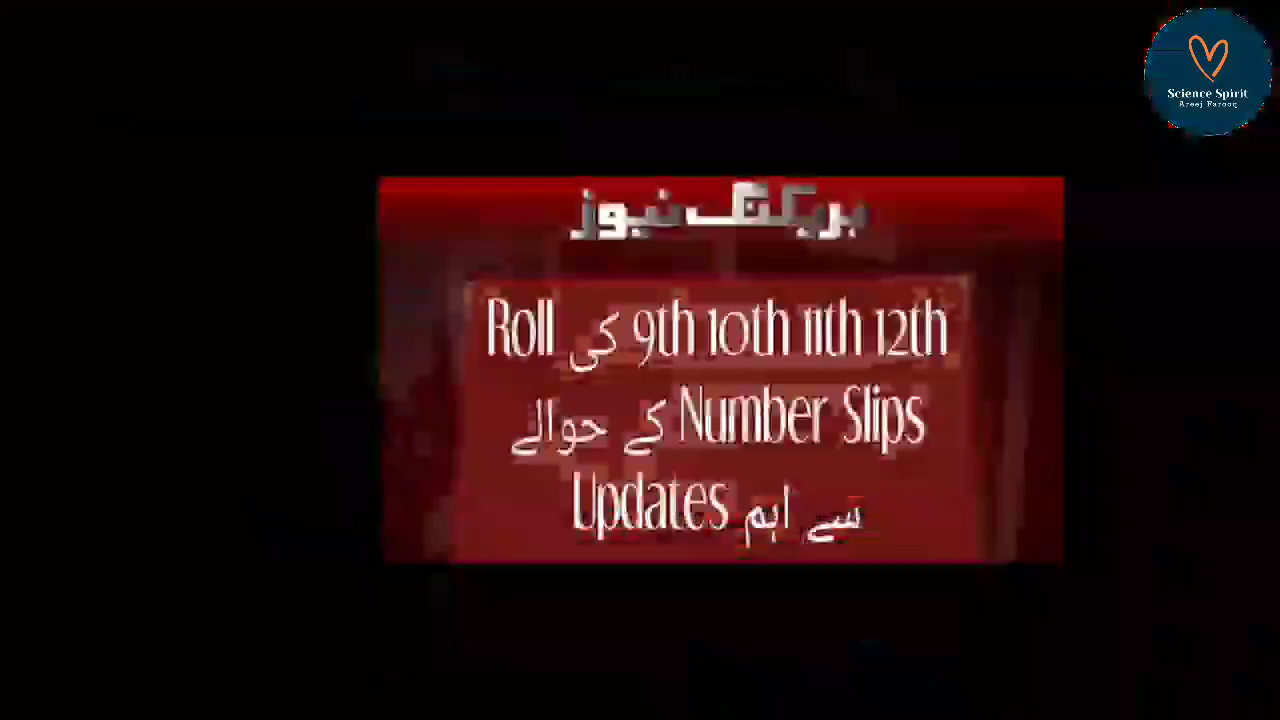 بریکنگ نیوز
9th 10th 11th 12th کی Roll
Number Slips کے حوالے
سے اہم Updates
Science Spirit
Areej Farooq